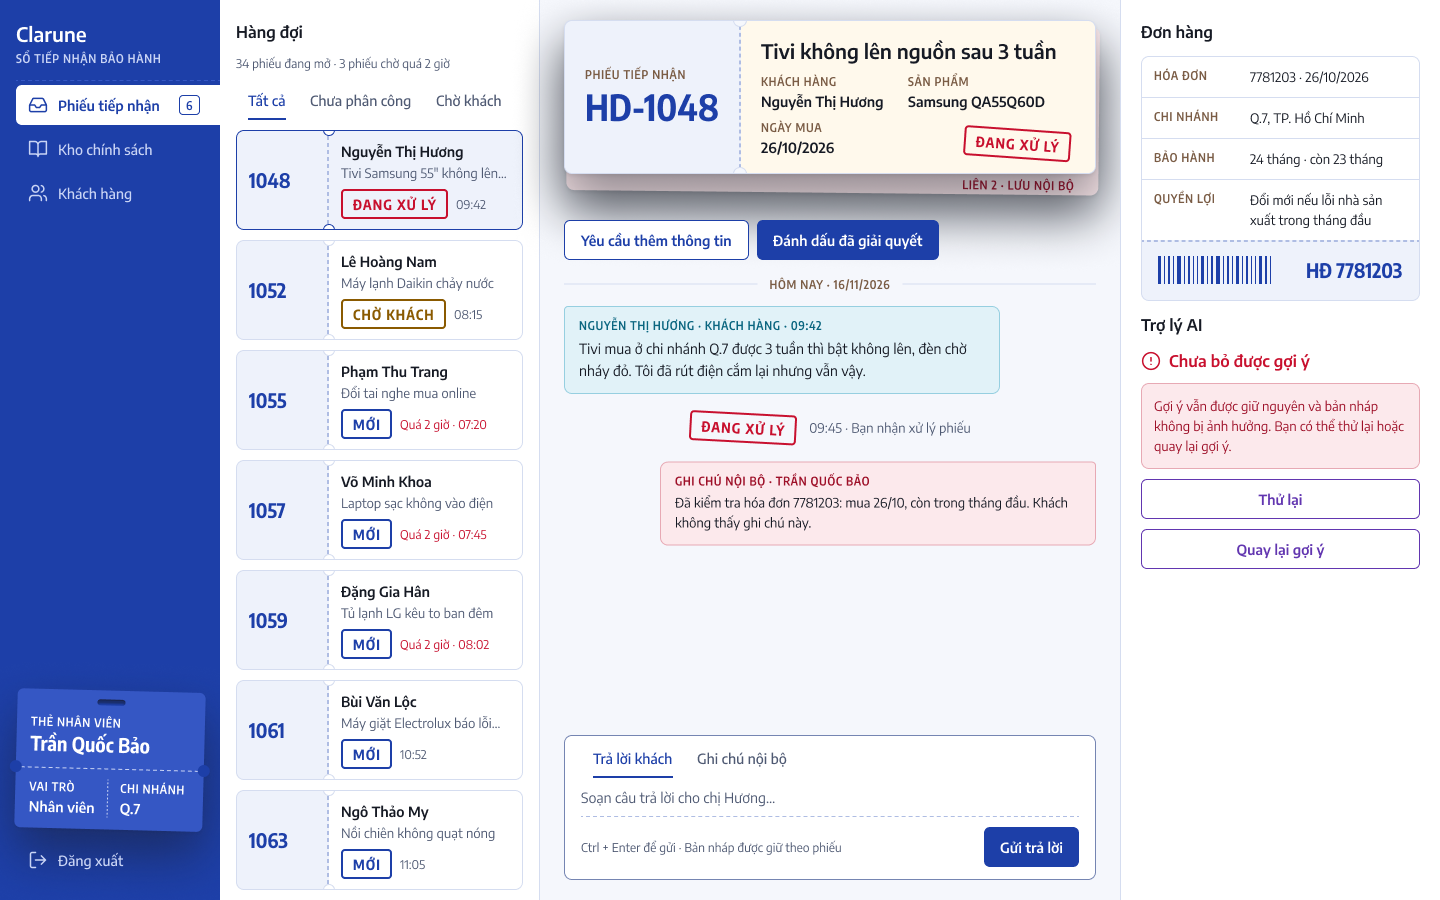 Clarune
SỔ TIẾP NHẬN BẢO HÀNH
Phiếu tiếp nhận 6
Kho chính sách
Khách hàng
THẺ NHÂN VIÊN
Trần Quốc Bảo
VAI TRÒ CHI NHÁNH
Nhân viên Q.7
Đăng xuất
Hàng đợi
34 phiếu đang mở · 3 phiếu chờ quá 2 giờ
Tất cả Chưa phân công Chờ khách
1048
Nguyễn Thị Hương
Tivi Samsung 55" không lên...
ĐANG XỬ LÝ 09:42
1052
Lê Hoàng Nam
Máy lạnh Daikin chảy nước
CHỜ KHÁCH 08:15
1055
Phạm Thu Trang
Đổi tai nghe mua online
MỚI Quá 2 giờ · 07:20
1057
Võ Minh Khoa
Laptop sạc không vào điện
MỚI Quá 2 giờ · 07:45
1059
Đặng Gia Hân
Tủ lạnh LG kêu to ban đêm
MỚI Quá 2 giờ · 08:02
1061
Bùi Văn Lộc
Máy giặt Electrolux báo lỗi...
MỚI 10:52
1063
Ngô Thảo My
Nồi chiên không quạt nóng
MỚI 11:05
PHIẾU TIẾP NHẬN
HD-1048
Tivi không lên nguồn sau 3 tuần
KHÁCH HÀNG SẢN PHẨM
Nguyễn Thị Hương Samsung QA55Q60D
NGÀY MUA
26/10/2026
ĐANG XỬ LÝ
LIÊN 2 · LƯU NỘI BỘ
Yêu cầu thêm thông tin Đánh dấu đã giải quyết
HÔM NAY · 16/11/2026
NGUYỄN THỊ HƯƠNG · KHÁCH HÀNG · 09:42
Tivi mua ở chi nhánh Q.7 được 3 tuần thì bật không lên, đèn chờ
nháy đỏ. Tôi đã rút điện cắm lại nhưng vẫn vậy.
ĐANG XỬ LÝ 09:45 · Bạn nhận xử lý phiếu
GHI CHÚ NỘI BỘ · TRẦN QUỐC BẢO
Đã kiểm tra hóa đơn 7781203: mua 26/10, còn trong tháng đầu. Khách
không thấy ghi chú này.
Trả lời khách Ghi chú nội bộ
Soạn câu trả lời cho chị Hương...
Ctrl + Enter để gửi · Bản nháp được giữ theo phiếu
Gửi trả lời
Đơn hàng
HÓA ĐƠN 7781203 · 26/10/2026
CHI NHÁNH Q.7, TP. Hồ Chí Minh
BẢO HÀNH 24 tháng · còn 23 tháng
QUYỀN LỢI Đổi mới nếu lỗi nhà sản
xuất trong tháng đầu
HĐ 7781203
Trợ lý AI
Chưa bỏ được gợi ý
Gợi ý vẫn được giữ nguyên và bản nháp
không bị ảnh hưởng. Bạn có thể thử lại hoặc
quay lại gợi ý.
Thử lại
Quay lại gợi ý